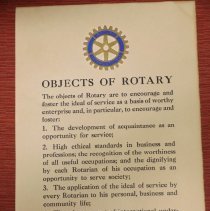 OBJECTS OF ROTARY
The objects of Rotary are to encourage and
foster the ideal of service as a basis of worthy
enterprise and, in particular, to encourage and
foster:
1. The development of acquaintance as an
opportunity for service;
2. High ethical standards in business and
professions; the recognition of the worthiness
of all useful occupations; and the dignifying
by each Rotarian of his occupation as an
opportunity to serve society;
3. The application of the ideal of service by
every Rotarian to his personal, business and
community life;
of international under-